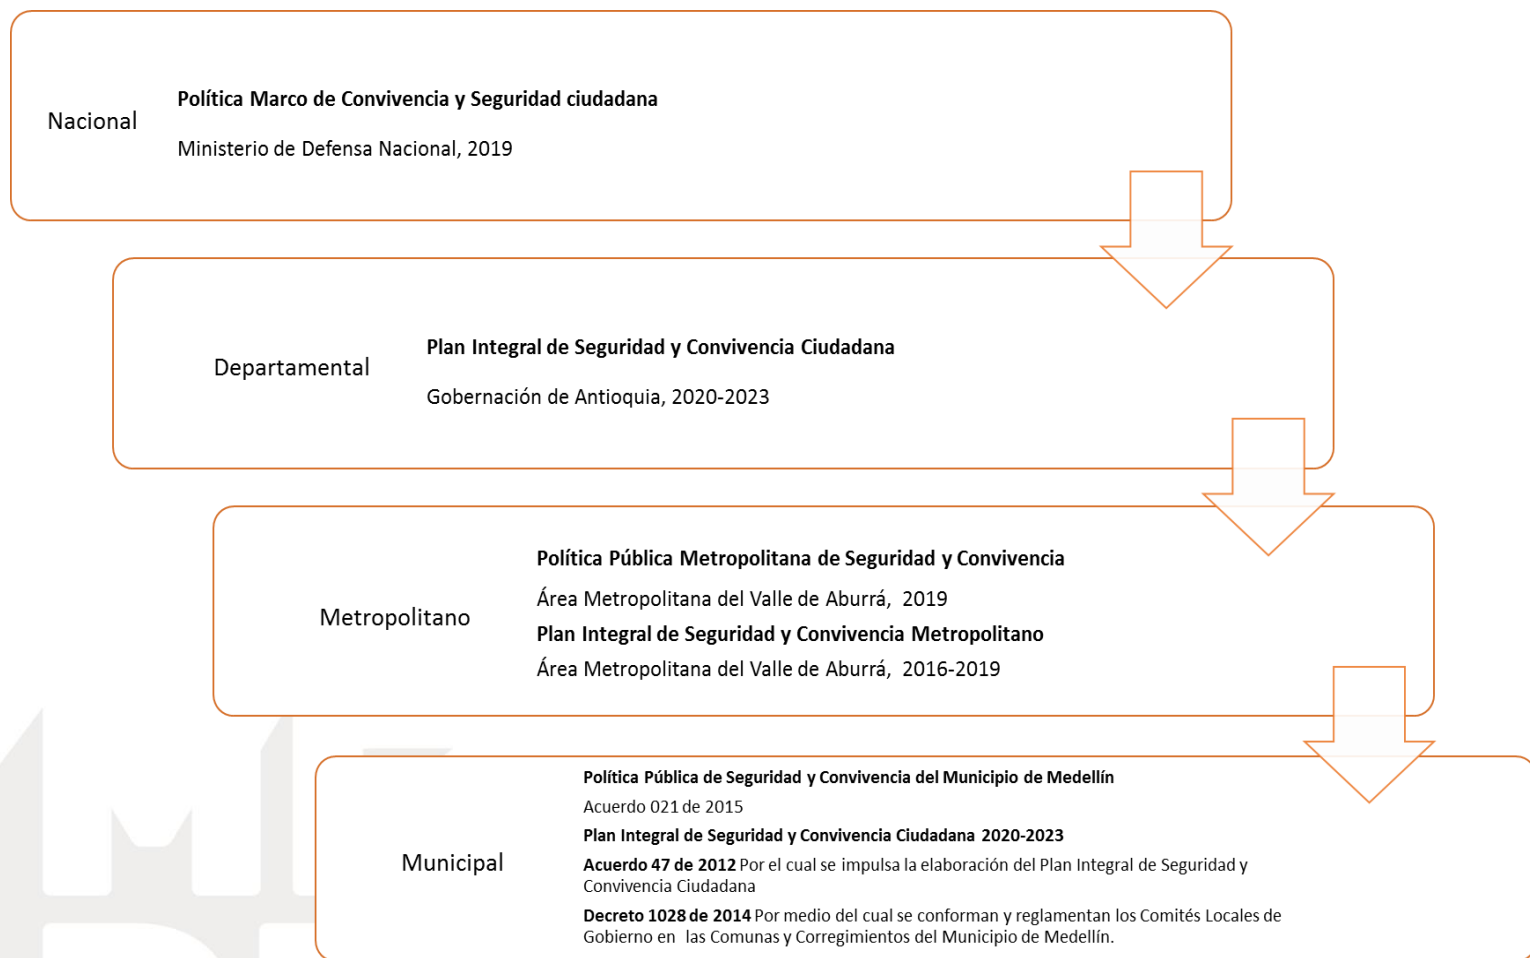 Nacional
Política Marco de Convivencia y Seguridad ciudadana
Ministerio de Defensa Nacional, 2019
Departamental
Plan Integral de Seguridad y Convivencia Ciudadana
Gobernación de Antioquia, 2020-2023
Metropolitano
Política Pública Metropolitana de Seguridad y Convivencia
Área Metropolitana del Valle de Aburrá, 2019
Plan Integral de Seguridad y Convivencia Metropolitano
Área Metropolitana del Valle de Aburrá, 2016-2019
Municipal
Política Pública de Seguridad y Convivencia del Municipio de Medellín
Acuerdo 021 de 2015
Plan Integral de Seguridad y Convivencia Ciudadana 2020-2023
Acuerdo 47 de 2012 Por el cual se impulsa la elaboración del Plan Integral de Seguridad y
Convivencia Ciudadana
Decreto 1028 de 2014 Por medio del cual se conforman y reglamentan los Comités Locales de
Gobierno en las Comunas y Corregimientos del Municipio de Medellín.